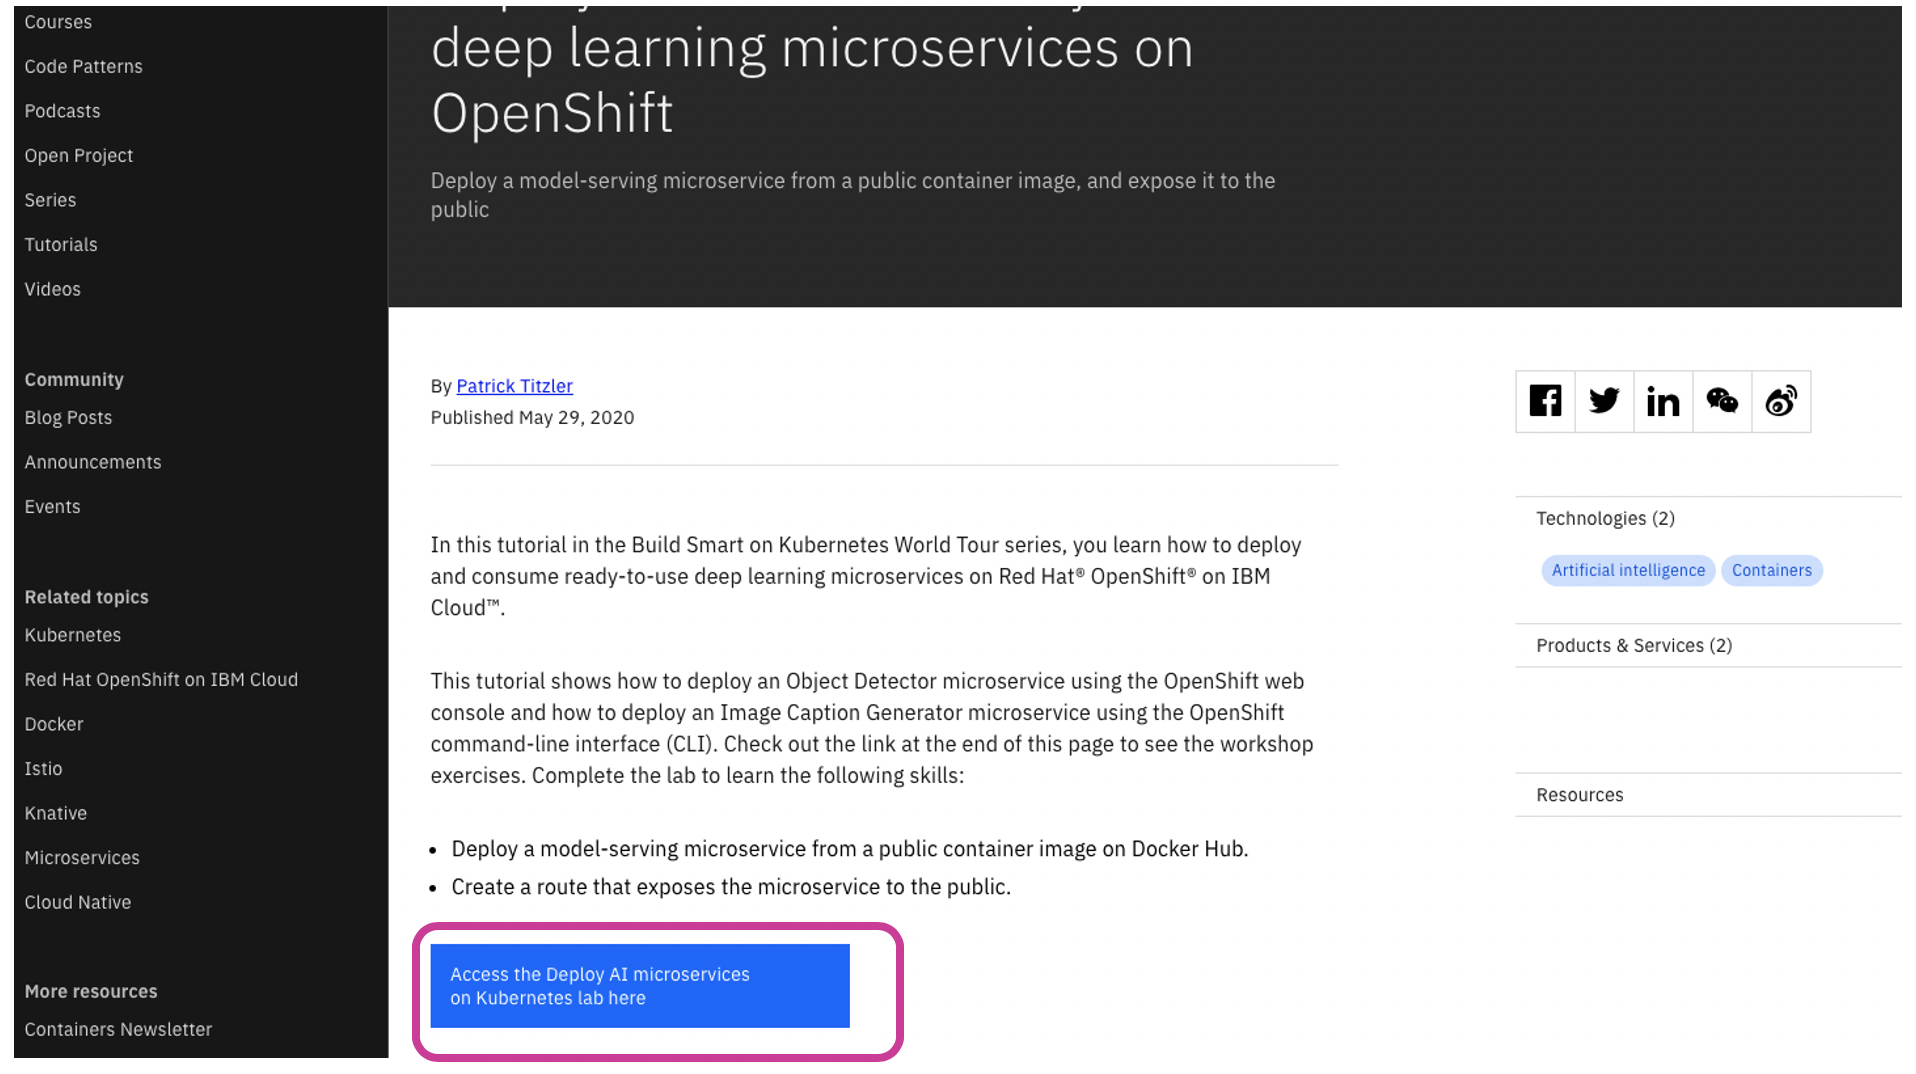 Courses
Code Patterns
Podcasts
Open Project
Series
Tutorials
Videos
Community
Blog Posts
Announcements
Events
Related topics
Kubernetes
Red Hat OpenShift on IBM Cloud
Docker
Istio
Knative
Microservices
Cloud Native
More resources
Containers Newsletter
deep learning microservices on
OpenShift
Deploy a model-serving microservice from a public container image, and expose it to the
public
By Patrick Titzler
Published May 29, 2020
In this tutorial in the Build Smart on Kubernetes World Tour series, you learn how to deploy
and consume ready-to-use deep learning microservices on Red Hat® OpenShift® on IBM
Cloud™.
This tutorial shows how to deploy an Object Detector microservice using the OpenShift web
console and how to deploy an Image Caption Generator microservice using the OpenShift
command-line interface (CLI). Check out the link at the end of this page to see the workshop
exercises. Complete the lab to learn the following skills:
• Deploy a model-serving microservice from a public container image on Docker Hub.
• Create a route that exposes the microservice to the public.
Access the Deploy AI microservices
on Kubernetes lab here
Technologies (2)
Artificial intelligence Containers
Products & Services (2)
Resources